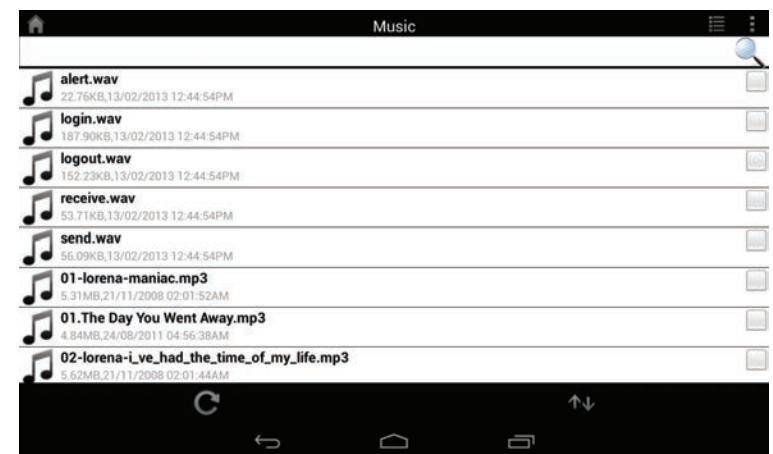 Music
alert.wav
22.76KB,13/02/2013 12:44:54PM
login.wav
187.90KB,13/02/2013 12:44:54PM
logout.wav
152.23KB,13/02/2013 12:44:54PM
receive.wav
53.71KB,13/02/2013 12:44:54PM
send.wav
56.09KB,13/02/2013 12:44:54PM
01-lorena-maniac.mp3
5.31MB,21/11/2008 02:01:52AM
01.The Day You Went Away.mp3
4.84MB,24/08/2011 04:56:38AM
02-lorena-i_ve_had_the_time_of_my_life.mp3
5.62MB,21/11/2008 02:01:44AM